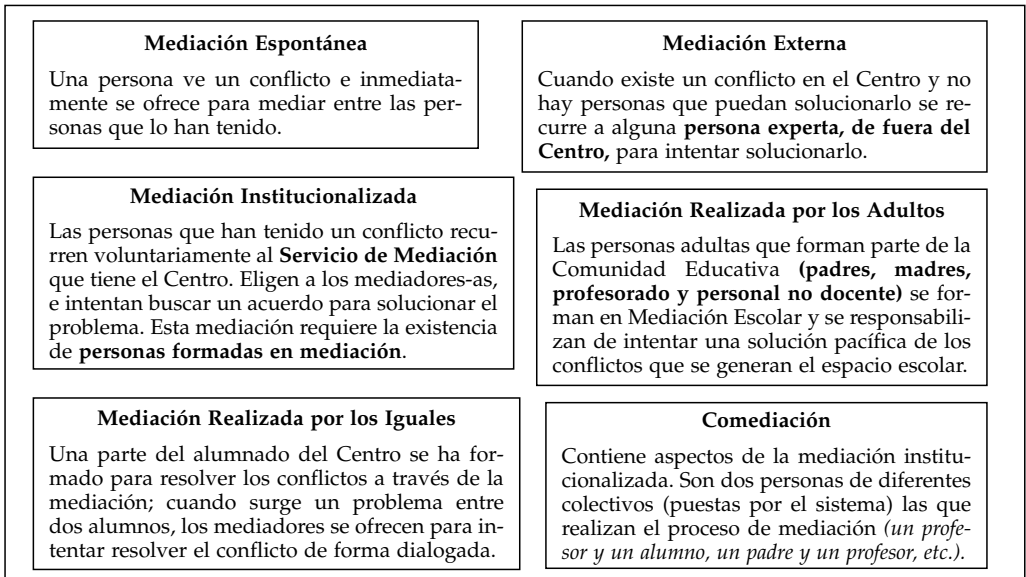 Mediación Espontánea
Una persona ve un conflicto e inmediata-
mente se ofrece para mediar entre las per-
sonas que lo han tenido.
Mediación Externa
Cuando existe un conflicto en el Centro y no
hay personas que puedan solucionarlo se re-
curre a alguna persona experta, de fuera del
Centro, para intentar solucionarlo.
Mediación Institucionalizada
Las personas que han tenido un conflicto recu-
rren voluntariamente al Servicio de Mediación
que tiene el Centro. Eligen a los mediadores-as,
e intentan buscar un acuerdo para solucionar el
problema. Esta mediación requiere la existencia
de personas formadas en mediación.
Mediación Realizada por los Adultos
Las personas adultas que forman parte de la
Comunidad Educativa (padres, madres,
profesorado y personal no docente) se for-
man en Mediación Escolar y se responsabili-
zan de intentar una solución pacífica de los
conflictos que se generan el espacio escolar.
Mediación Realizada por los Iguales
Una parte del alumnado del Centro se ha for-
mado para resolver los conflictos a través de la
mediación; cuando surge un problema entre
dos alumnos, los mediadores se ofrecen para in-
tentar resolver el conflicto de forma dialogada.
Comediación
Contiene aspectos de la mediación institu-
cionalizada. Son dos personas de diferentes
colectivos (puestas por el sistema) las que
realizan el proceso de mediación (un profe-
sor y un alumno, un padre y un profesor, etc.).